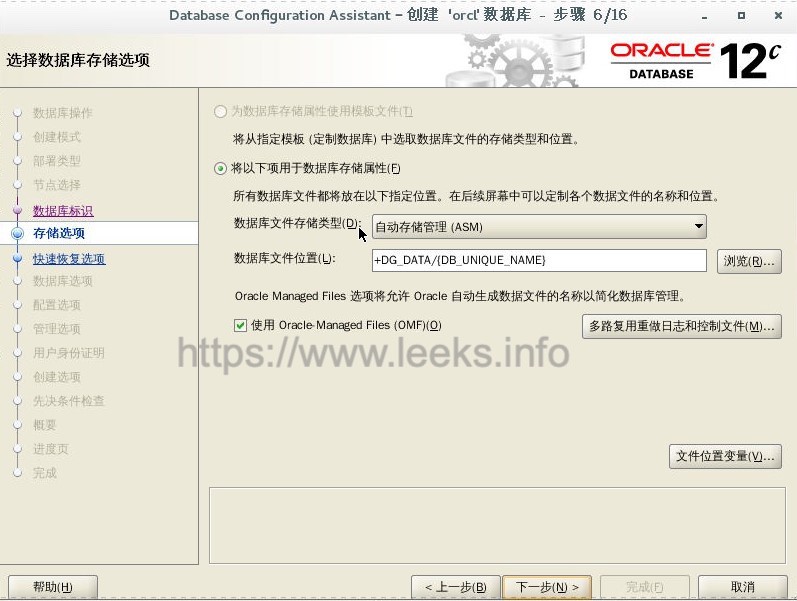 Database Configuration Assistant – 创建 'orcl' 数据库 - 步骤 6/16
选择数据库存储选项
ORACLE
DATABASE
12c
数据库操作
创建模式
部署类型
节点选择
数据库标识
存储选项
快速恢复选项
数据库选项
配置选项
管理选项
用户身份证明
创建选项
先决条件检查
概要
进度页
完成
为数据库存储属性使用模板文件(T)
将从指定模板 (定制数据库) 中选取数据库文件的存储类型和位置。
将以下项用于数据库存储属性(F)
所有数据库文件都将放在以下指定位置。在后续屏幕中可以定制各个数据文件的名称和位置。
数据库文件存储类型(D): 自动存储管理 (ASM)
数据库文件位置(L): +DG_DATA/{DB_UNIQUE_NAME} 浏览(R)...
Oracle Managed Files 选项将允许 Oracle 自动生成数据文件的名称以简化数据库管理。
使用 Oracle-Managed Files (OMF)(O) 多路复用重做日志和控制文件(M)...
https://www.leeks.info
文件位置变量(V)...
帮助(H) < 上一步(B) 下一步(N) > 完成(F) 取消